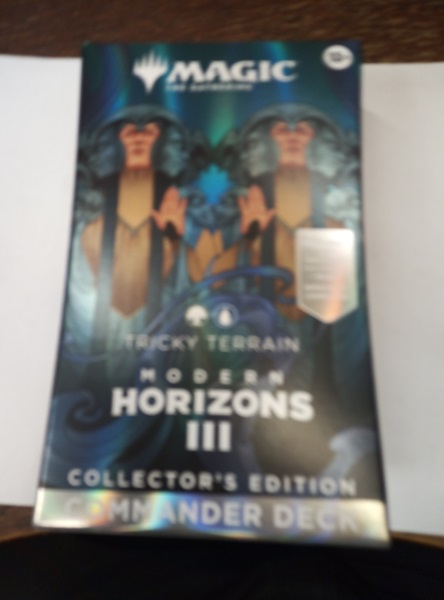 MAGIC
THE GATHERING
TRICKY TERRAIN
MODERN
HORIZONS
III
COLLECTOR'S EDITION
COMMANDER DECK